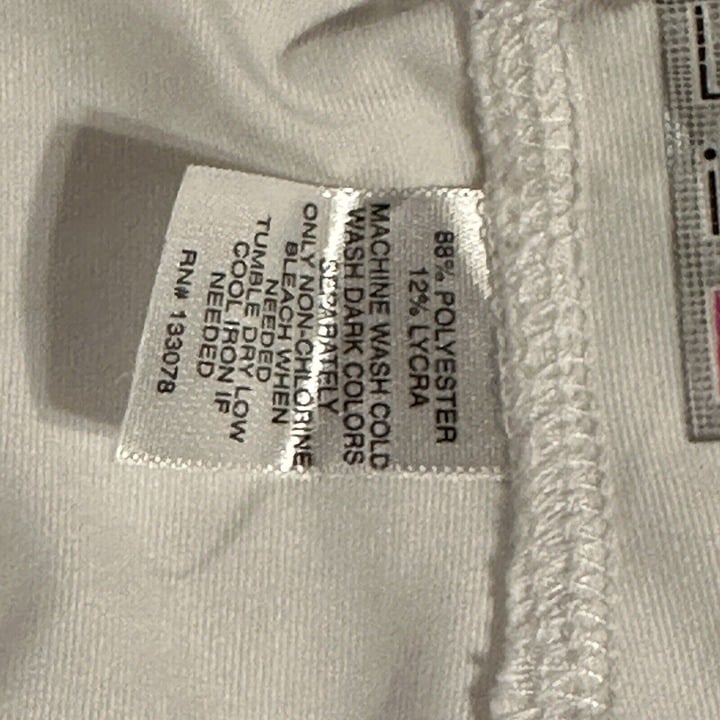 88% POLYESTER
12% LYCRA
MACHINE WASH COLD
WASH DARK COLORS
SEPARATELY
ONLY NON-CHLORINE
BLEACH WHEN
NEEDED
TUMBLE DRY LOW
COOL IRON IF
NEEDED
RN# 133078